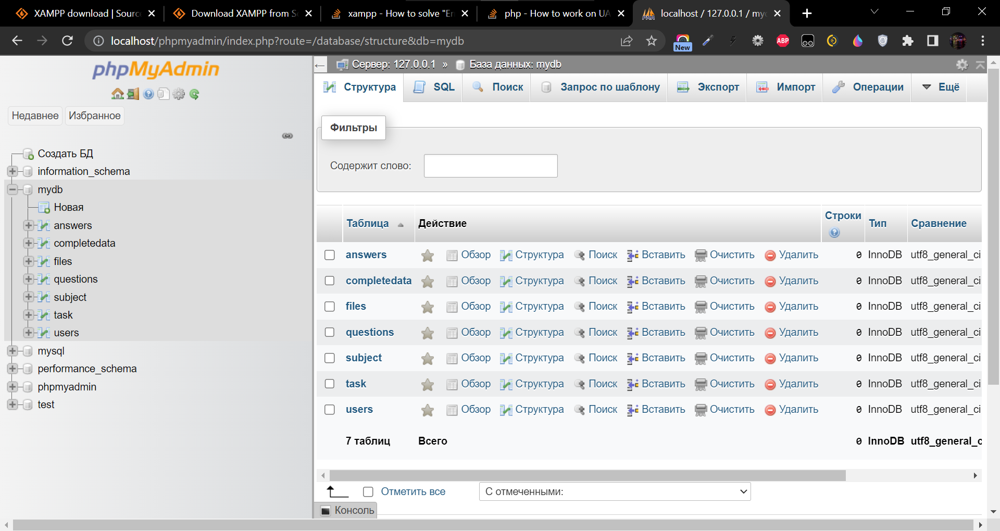 XAMPP download | Source
Download XAMPP from S
xampp - How to solve "Er
php - How to work on UA
localhost / 127.0.0.1 / myd
localhost/phpmyadmin/index.php?route=/database/structure&db=mydb
New
ABP
phpMyAdmin
Недавнее Избранное
Создать БД
information_schema
mydb
Новая
answers
completedata
files
questions
subject
task
users
mysql
performance_schema
phpmyadmin
test
Сервер: 127.0.0.1 » База данных: mydb
Структура SQL Поиск Запрос по шаблону Экспорт Импорт Операции Ещё
Фильтры
Содержит слово:
Таблица Действие Строки Тип Сравнение
answers Обзор Структура Поиск Вставить Очистить Удалить 0 InnoDB utf8_general_ci
completedata Обзор Структура Поиск Вставить Очистить Удалить 0 InnoDB utf8_general_ci
files Обзор Структура Поиск Вставить Очистить Удалить 0 InnoDB utf8_general_ci
questions Обзор Структура Поиск Вставить Очистить Удалить 0 InnoDB utf8_general_ci
subject Обзор Структура Поиск Вставить Очистить Удалить 0 InnoDB utf8_general_ci
task Обзор Структура Поиск Вставить Очистить Удалить 0 InnoDB utf8_general_ci
users Обзор Структура Поиск Вставить Очистить Удалить 0 InnoDB utf8_general_ci
7 таблиц Всего 0 InnoDB utf8_general_c
Отметить все С отмеченными:
Консоль